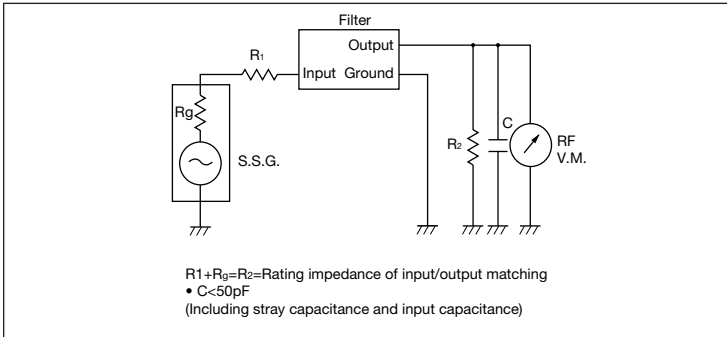 Filter
Output
R1
Input Ground
Rg
C
R2
RF
V.M.
S.S.G.
R1+Rg=R2=Rating impedance of input/output matching
• C<50pF
(Including stray capacitance and input capacitance)